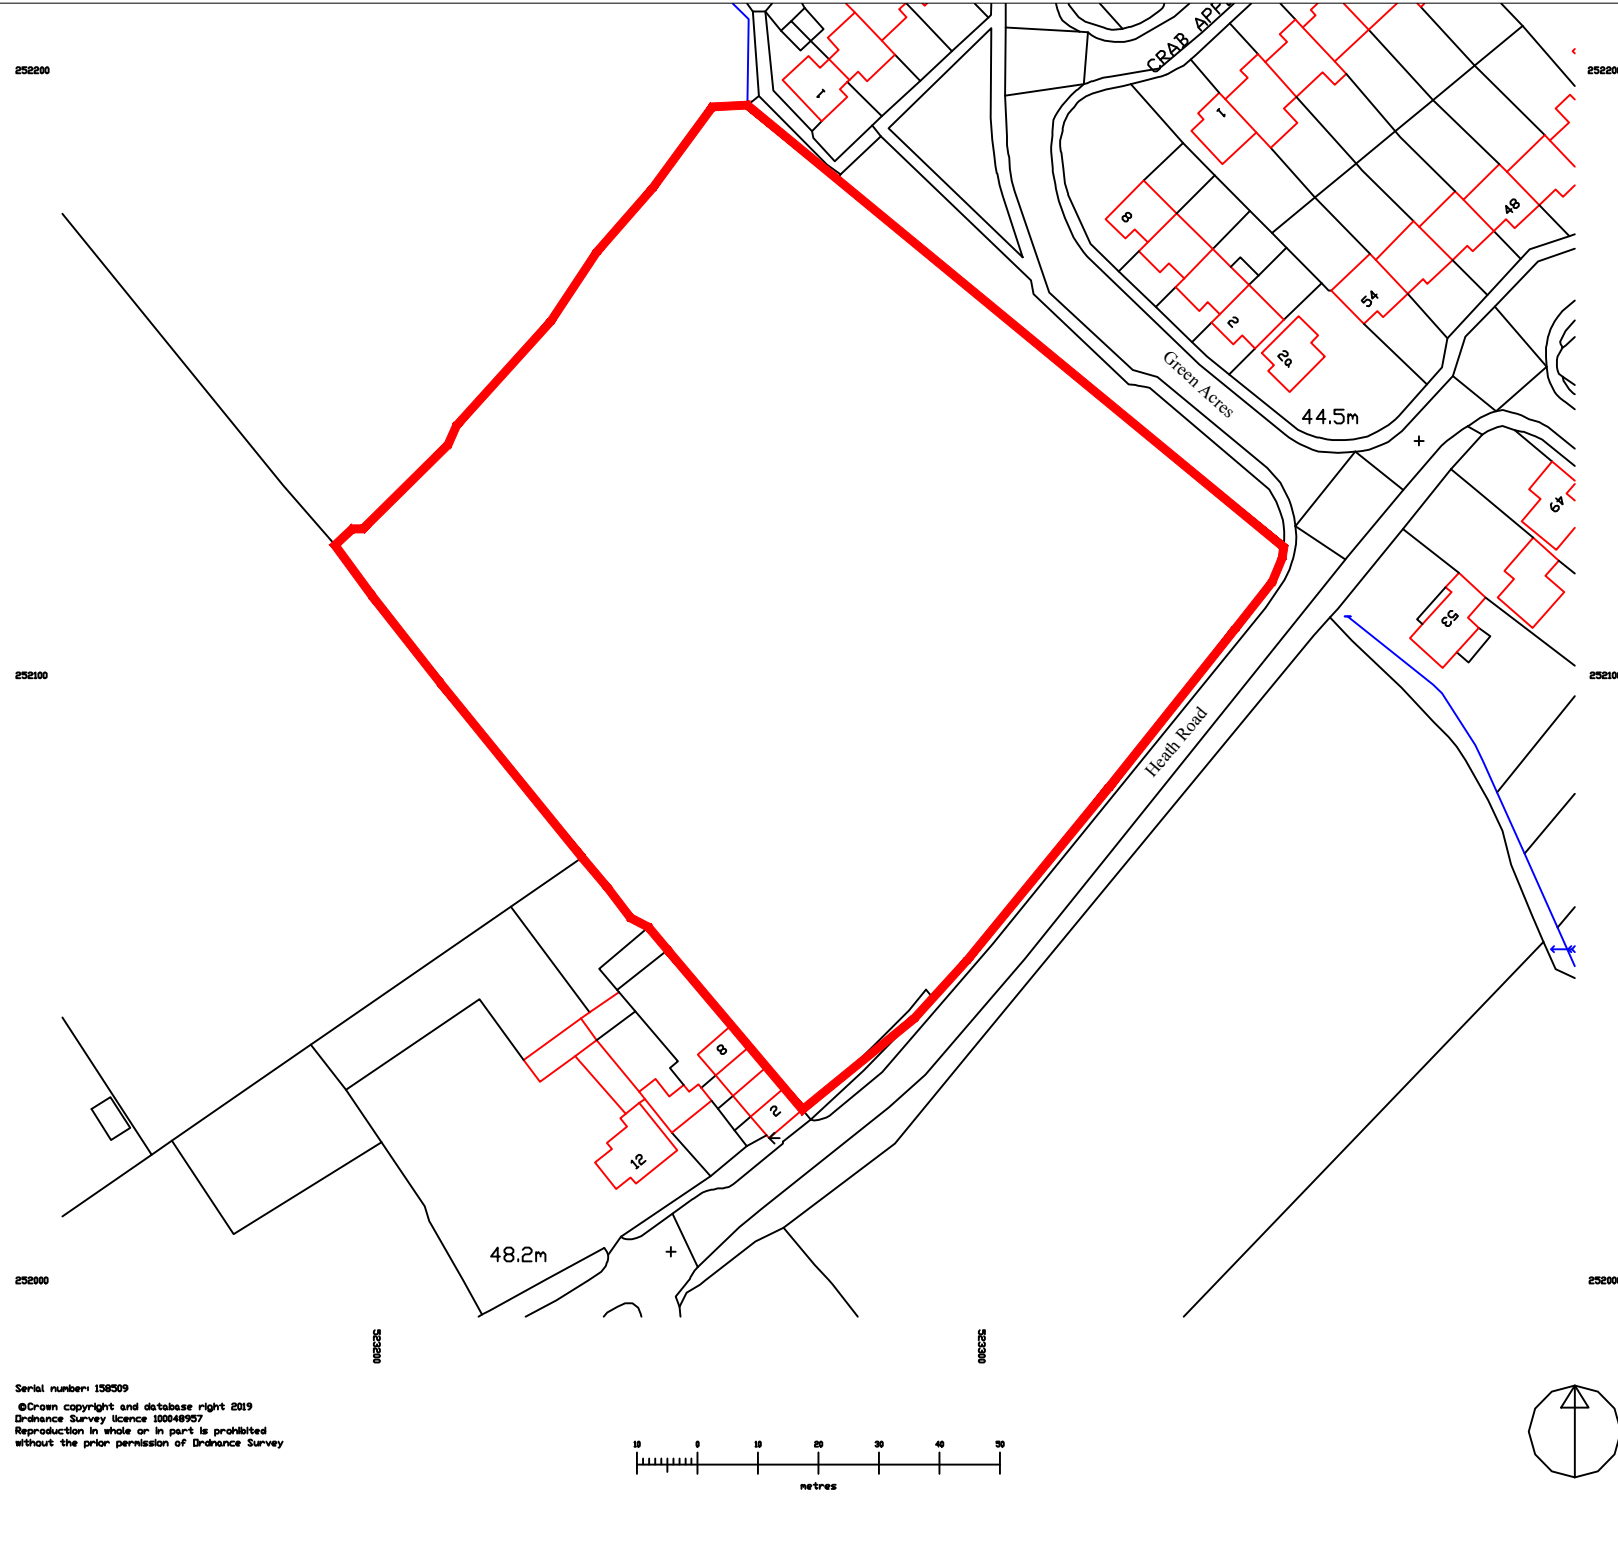 252200
252200
CRAB APP
1
1
8
48
54
2
2a
Green Acres
44.5m
49
53
252100
252100
Heath Road
8
2
12
48.2m
252000
252000
523200
523300
Serial number: 158509
©Crown copyright and database right 2019
Ordnance Survey licence 100048957
Reproduction in whole or in part is prohibited
without the prior permission of Ordnance Survey
10 0 10 20 30 40 50
metres